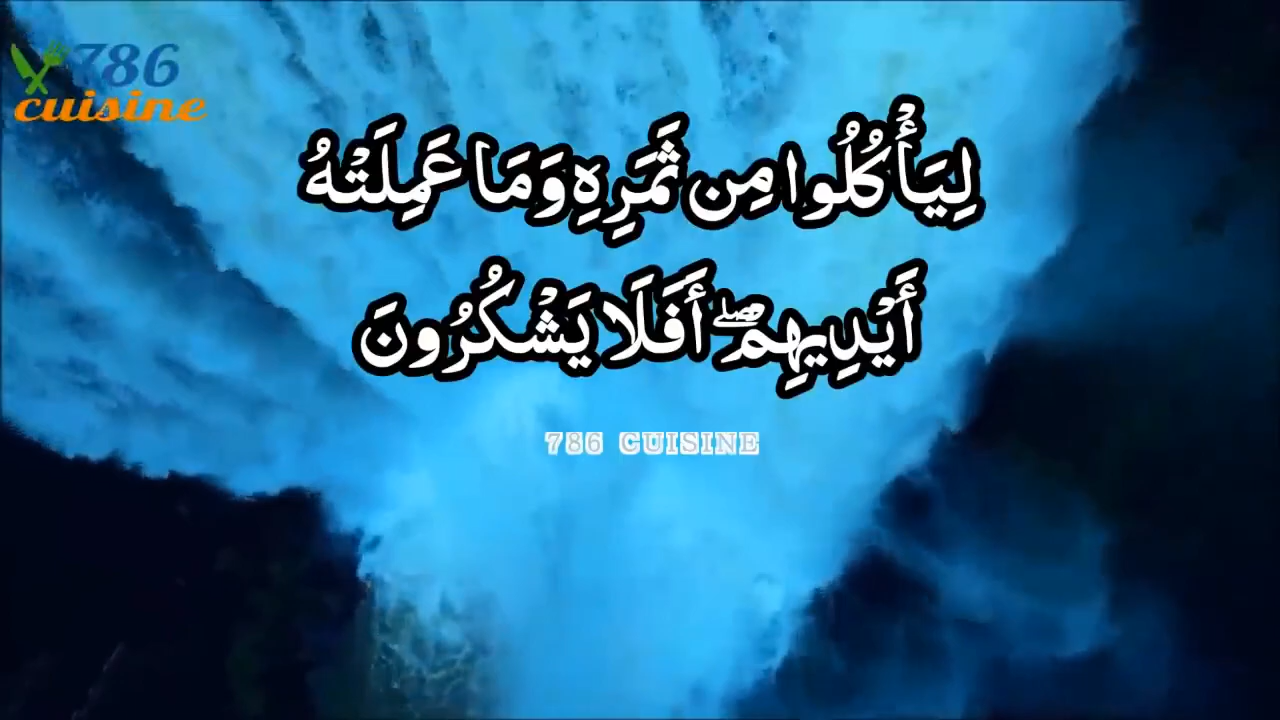 786
cuisine
لِيَأْكُلُوا مِن ثَمَرِهِ وَمَا عَمِلَتْهُ
أَيْدِيهِمْ ۖ أَفَلَا يَشْكُرُونَ
786 CUISINE